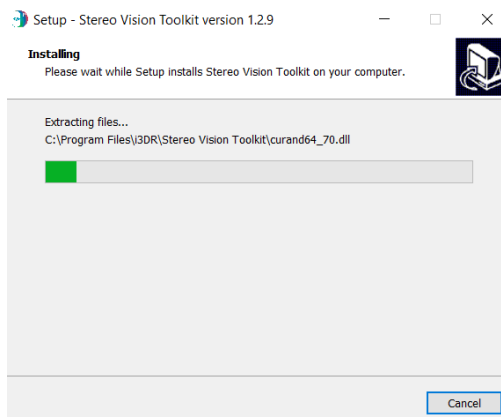 Setup - Stereo Vision Toolkit version 1.2.9
Installing
Please wait while Setup installs Stereo Vision Toolkit on your computer.
Extracting files...
C:\Program Files\i3DR\Stereo Vision Toolkit\curand64_70.dll
Cancel